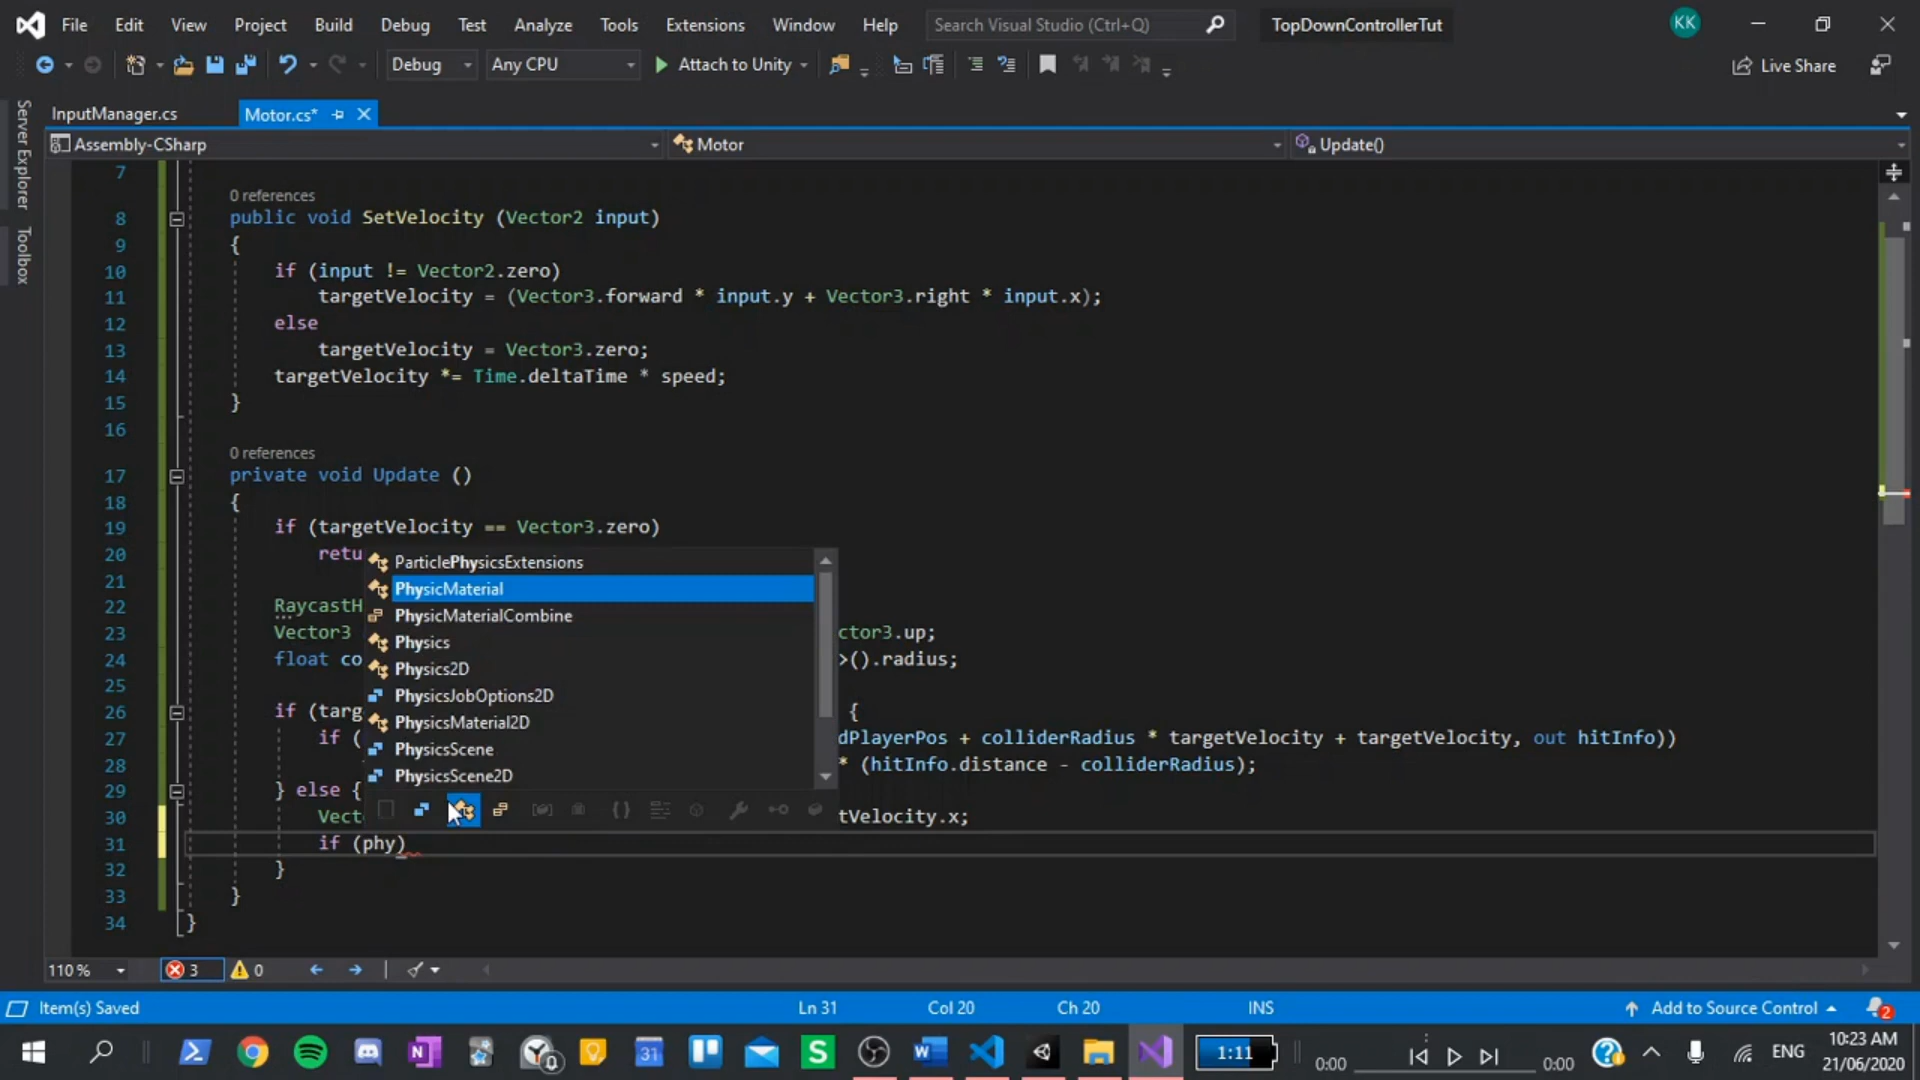 File Edit View Project Build Debug Test Analyze Tools Extensions Window Help Search Visual Studio (Ctrl+Q) TopDownControllerTut KK
Debug Any CPU Attach to Unity Live Share
InputManager.cs Motor.cs*
Assembly-CSharp Motor Update()
Server Explorer
Toolbox
7
0 references
8 public void SetVelocity (Vector2 input)
9 {
10 if (input != Vector2.zero)
11 targetVelocity = (Vector3.forward * input.y + Vector3.right * input.x);
12 else
13 targetVelocity = Vector3.zero;
14 targetVelocity *= Time.deltaTime * speed;
15 }
16
0 references
17 private void Update ()
18 {
19 if (targetVelocity == Vector3.zero)
20 retu
21
22 RaycastH
23 Vector3 ctor3.up;
24 float co >().radius;
25
26 if (targ {
27 if ( dPlayerPos + colliderRadius * targetVelocity + targetVelocity, out hitInfo))
28 * (hitInfo.distance - colliderRadius);
29 } else {
30 Vect tVelocity.x;
31 if (phy)
32 }
33 }
34 }
ParticlePhysicsExtensions
PhysicMaterial
PhysicMaterialCombine
Physics
Physics2D
PhysicsJobOptions2D
PhysicsMaterial2D
PhysicsScene
PhysicsScene2D
110 % 3 0
Item(s) Saved Ln 31 Col 20 Ch 20 INS Add to Source Control 2
31 1:11 0:00 0:00 ENG 10:23 AM
21/06/2020